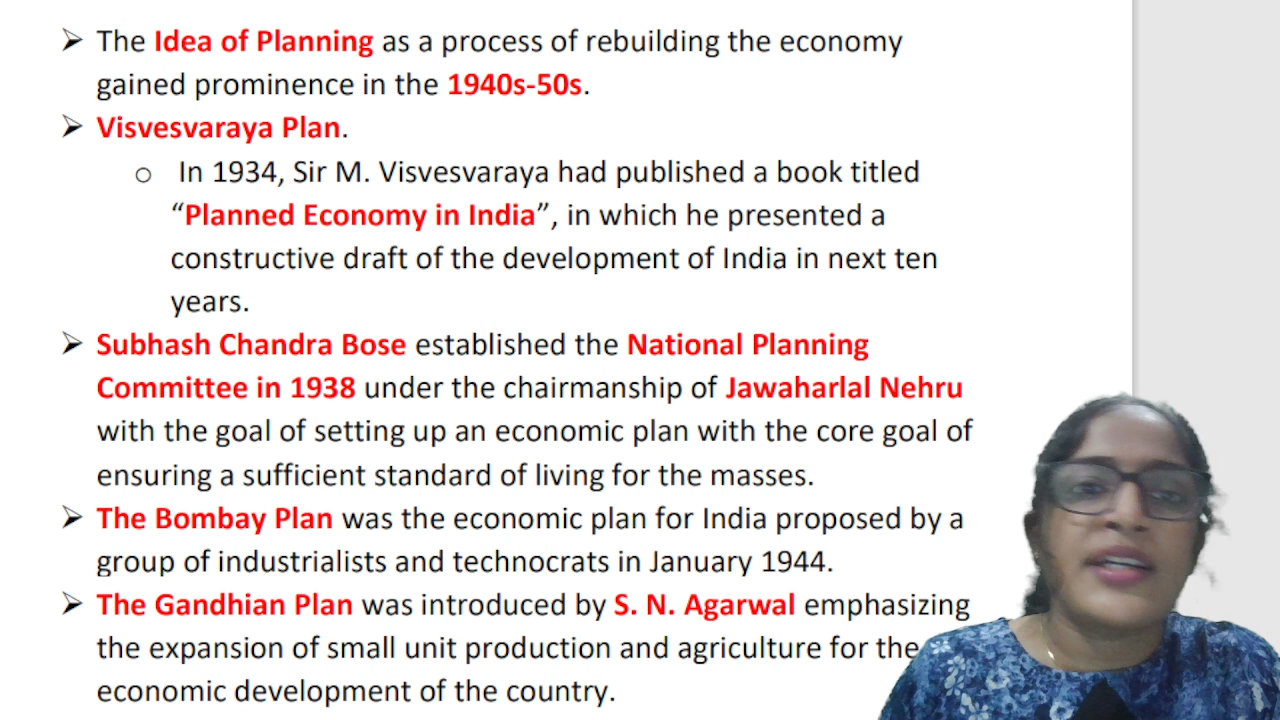 ➢ The Idea of Planning as a process of rebuilding the economy
gained prominence in the 1940s-50s.
➢ Visvesvaraya Plan.
o In 1934, Sir M. Visvesvaraya had published a book titled
“Planned Economy in India”, in which he presented a
constructive draft of the development of India in next ten
years.
➢ Subhash Chandra Bose established the National Planning
Committee in 1938 under the chairmanship of Jawaharlal Nehru
with the goal of setting up an economic plan with the core goal of
ensuring a sufficient standard of living for the masses.
➢ The Bombay Plan was the economic plan for India proposed by a
group of industrialists and technocrats in January 1944.
➢ The Gandhian Plan was introduced by S. N. Agarwal emphasizing
the expansion of small unit production and agriculture for the
economic development of the country.